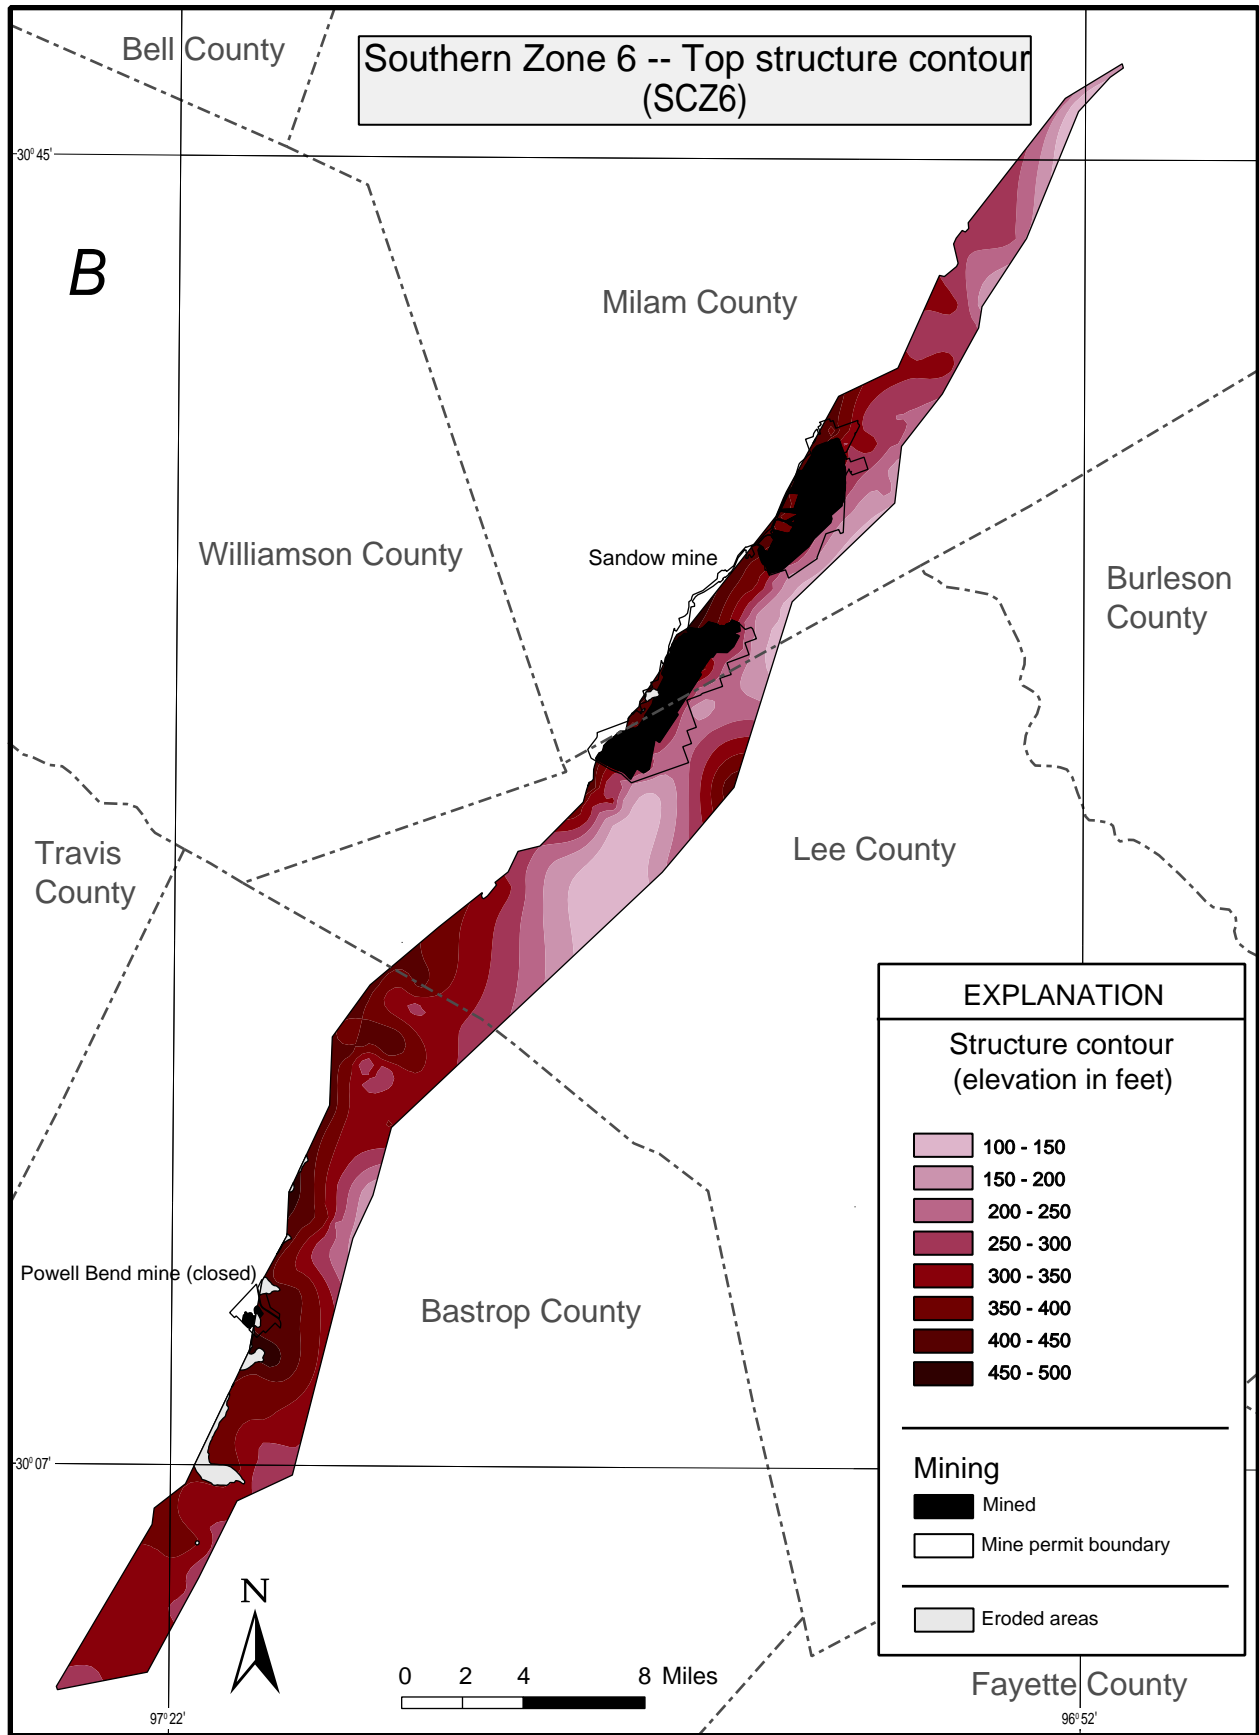 Bell County
Southern Zone 6 -- Top structure contour
(SCZ6)
30° 45'
B
Milam County
Williamson County
Sandow mine
Burleson
County
Travis
County
Lee County
Powell Bend mine (closed)
Bastrop County
30° 07'
N
0 2 4 8 Miles
97° 22'
96° 52'
Fayette County
EXPLANATION
Structure contour
(elevation in feet)
100 - 150
150 - 200
200 - 250
250 - 300
300 - 350
350 - 400
400 - 450
450 - 500
Mining
Mined
Mine permit boundary
Eroded areas